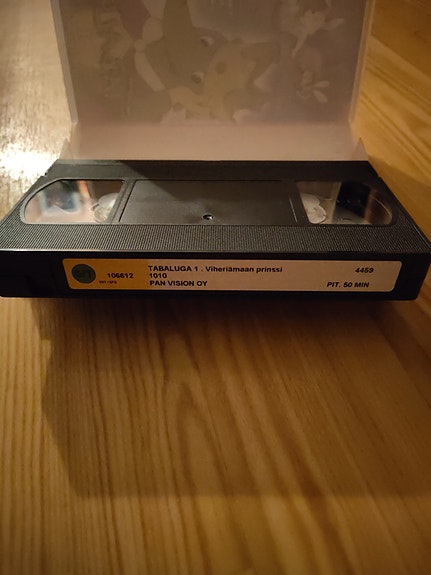 106612
TABALUGA 1 . Viheriämaan prinssi
4459
1010
PAN VISION OY
PIT. 50 MIN